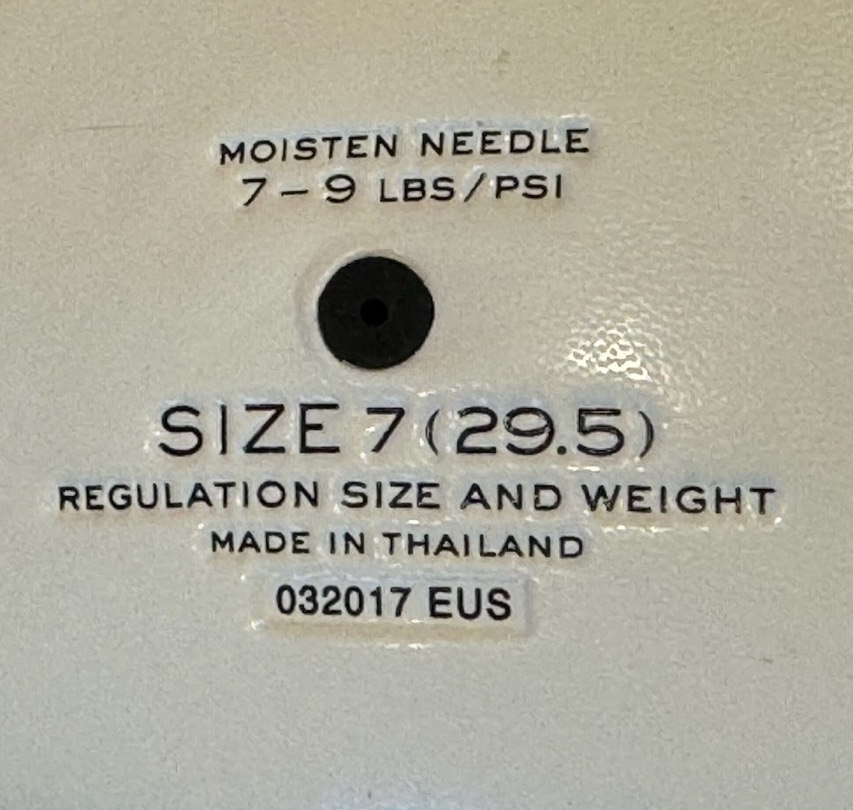 MOISTEN NEEDLE
7 – 9 LBS/PSI
SIZE 7 (29.5)
REGULATION SIZE AND WEIGHT
MADE IN THAILAND
032017 EUS